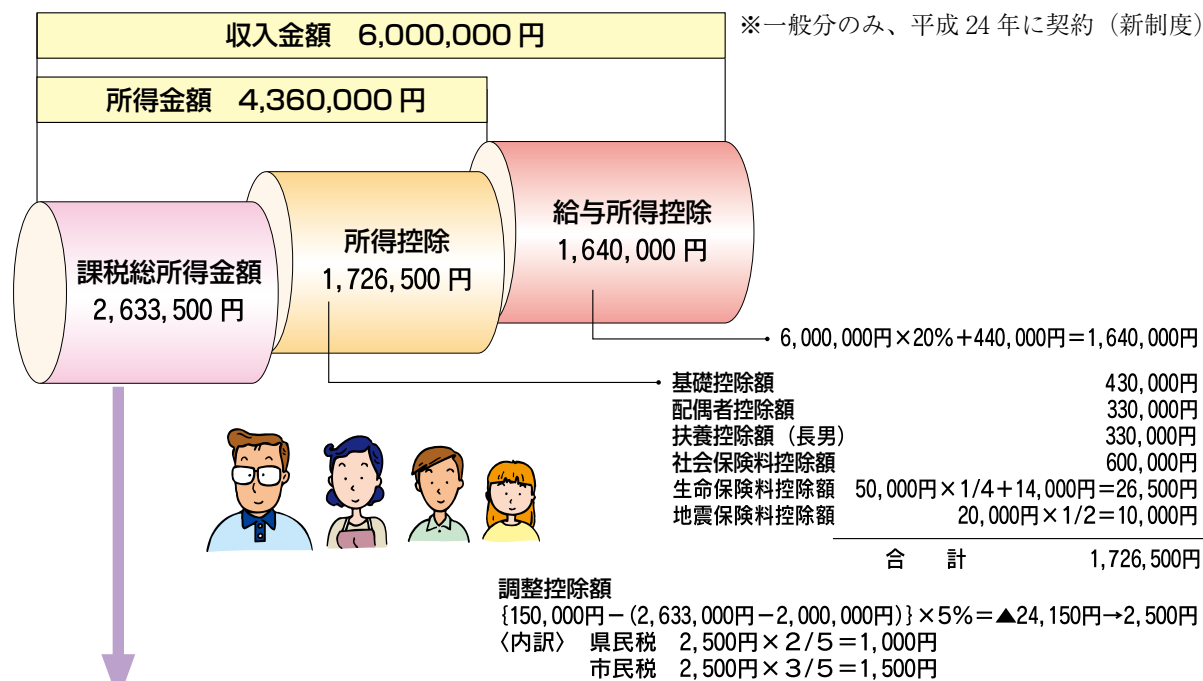 収入金額 6,000,000円
※一般分のみ、平成24年に契約（新制度）
所得金額 4,360,000円
給与所得控除
1,640,000円
所得控除
1,726,500円
課税総所得金額
2,633,500円
6,000,000円×20%+440,000円=1,640,000円
基礎控除額 430,000円
配偶者控除額 330,000円
扶養控除額（長男） 330,000円
社会保険料控除額 600,000円
生命保険料控除額 50,000円×1/4+14,000円=26,500円
地震保険料控除額 20,000円×1/2=10,000円
合 計 1,726,500円
調整控除額
{150,000円-(2,633,000円-2,000,000円)}×5%=▲24,150円→2,500円
〈内訳〉 県民税 2,500円×2/5=1,000円
市民税 2,500円×3/5=1,500円